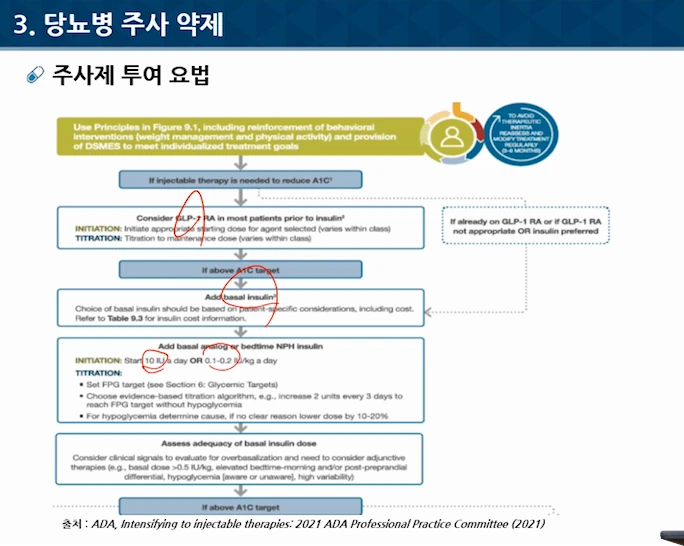 3. 당뇨병 주사 약제
주사제 투여 요법
Use Principles in Figure 9.1, including reinforcement of behavioral
interventions (weight management and physical activity) and provision
of DSMES to meet individualized treatment goals
TO AVOID
THERAPEUTIC
INERTIA
REASSESS AND
MODIFY TREATMENT
REGULARLY
(3–6 MONTHS)
If injectable therapy is needed to reduce A1C¹
Consider GLP-1 RA in most patients prior to insulin²
INITIATION: Initiate appropriate starting dose for agent selected (varies within class)
TITRATION: Titration to maintenance dose (varies within class)
If already on GLP-1 RA or if GLP-1 RA
not appropriate OR insulin preferred
If above A1C target
Add basal insulin³
Choice of basal insulin should be based on patient-specific considerations, including cost.
Refer to Table 9.3 for insulin cost information.
Add basal analog or bedtime NPH insulin
INITIATION: Start 10 IU a day OR 0.1-0.2 IU/kg a day
TITRATION:
• Set FPG target (see Section 6: Glycemic Targets)
• Choose evidence-based titration algorithm, e.g., increase 2 units every 3 days to
reach FPG target without hypoglycemia
• For hypoglycemia determine cause, if no clear reason lower dose by 10-20%
Assess adequacy of basal insulin dose
Consider clinical signals to evaluate for overbasalization and need to consider adjunctive
therapies (e.g., basal dose >0.5 IU/kg, elevated bedtime-morning and/or post-preprandial
differential, hypoglycemia [aware or unaware], high variability)
If above A1C target
출처 : ADA, Intensifying to injectable therapies: 2021 ADA Professional Practice Committee (2021)